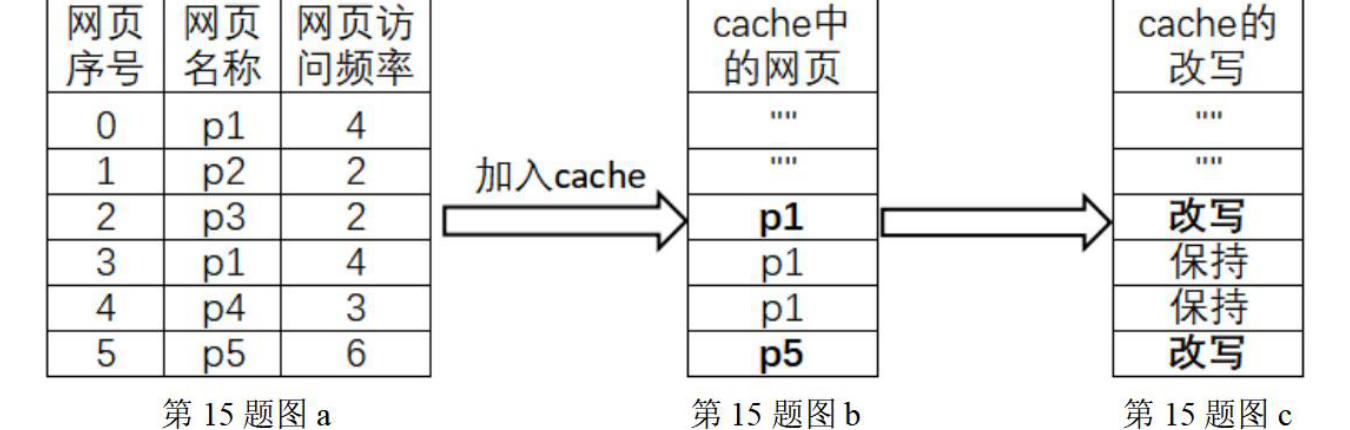 网页序号 网页名称 网页访问频率
0 p1 4
1 p2 2
2 p3 2
3 p1 4
4 p4 3
5 p5 6
第 15 题图 a
加入cache
cache中的网页
""
""
p1
p1
p1
p5
第 15 题图 b
cache的改写
""
""
改写
保持
保持
改写
第 15 题图 c